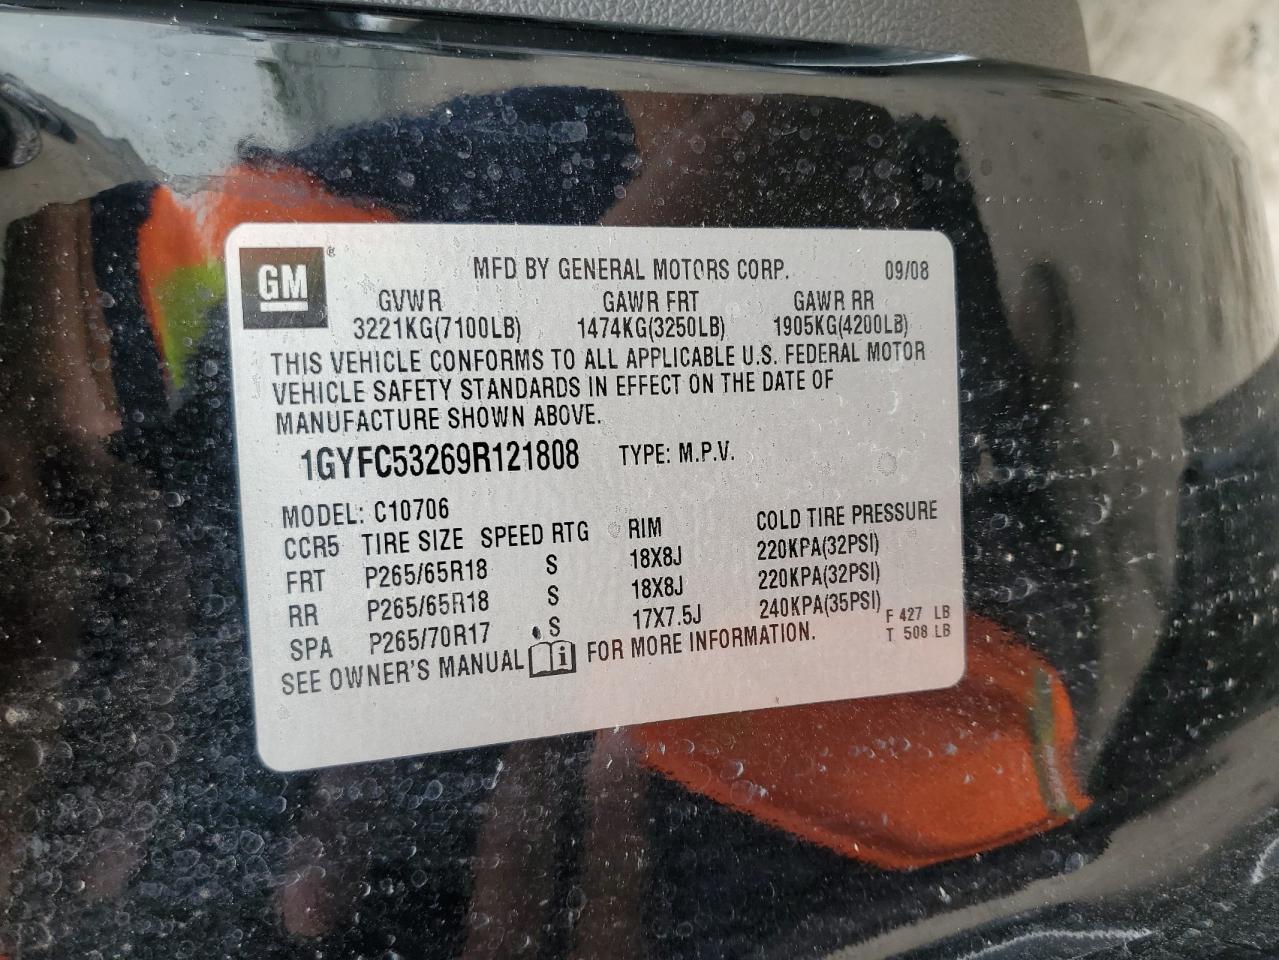 GM®
MFD BY GENERAL MOTORS CORP. 09/08
GVWR GAWR FRT GAWR RR
3221KG(7100LB) 1474KG(3250LB) 1905KG(4200LB)
THIS VEHICLE CONFORMS TO ALL APPLICABLE U.S. FEDERAL MOTOR
VEHICLE SAFETY STANDARDS IN EFFECT ON THE DATE OF
MANUFACTURE SHOWN ABOVE.
1GYFC53269R121808 TYPE: M.P.V.
MODEL: C10706
CCR5 TIRE SIZE SPEED RTG RIM COLD TIRE PRESSURE
FRT P265/65R18 S 18X8J 220KPA(32PSI)
RR P265/65R18 S 18X8J 220KPA(32PSI)
SPA P265/70R17 S 17X7.5J 240KPA(35PSI)
F 427 LB
T 508 LB
SEE OWNER'S MANUAL i FOR MORE INFORMATION.